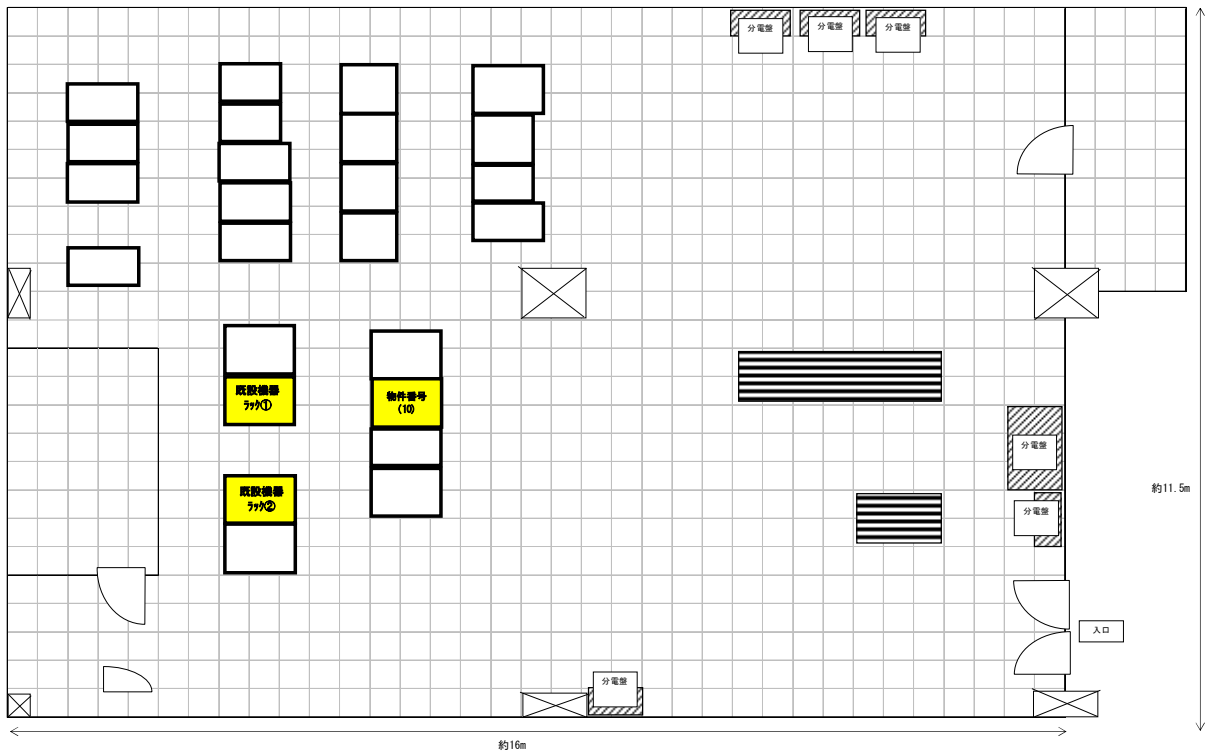 分電盤
分電盤
分電盤
既設機器
ラック①
物件番号
(10)
分電盤
既設機器
ラック②
約11.5m
分電盤
入口
分電盤
約16m